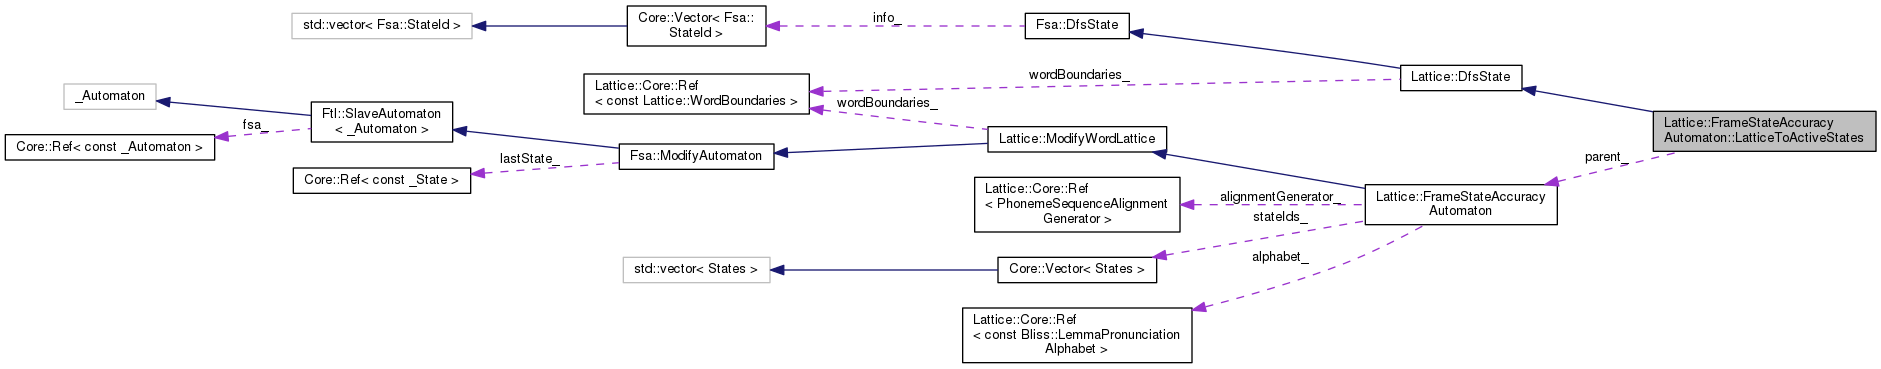 std::vector< Fsa::StateId >
Core::Vector< Fsa::
StateId >
info_
Fsa::DfsState
Lattice::Core::Ref
< const Lattice::WordBoundaries >
wordBoundaries_
Lattice::DfsState
_Automaton
Ftl::SlaveAutomaton
< _Automaton >
wordBoundaries_
Lattice::FrameStateAccuracy
Automaton::LatticeToActiveStates
fsa_
Core::Ref< const _Automaton >
Lattice::ModifyWordLattice
Fsa::ModifyAutomaton
lastState_
Core::Ref< const _State >
parent_
Lattice::Core::Ref
< PhonemeSequenceAlignment
Generator >
alignmentGenerator_
Lattice::FrameStateAccuracy
Automaton
stateIds_
std::vector< States >
Core::Vector< States >
alphabet_
Lattice::Core::Ref
< const Bliss::LemmaPronunciation
Alphabet >